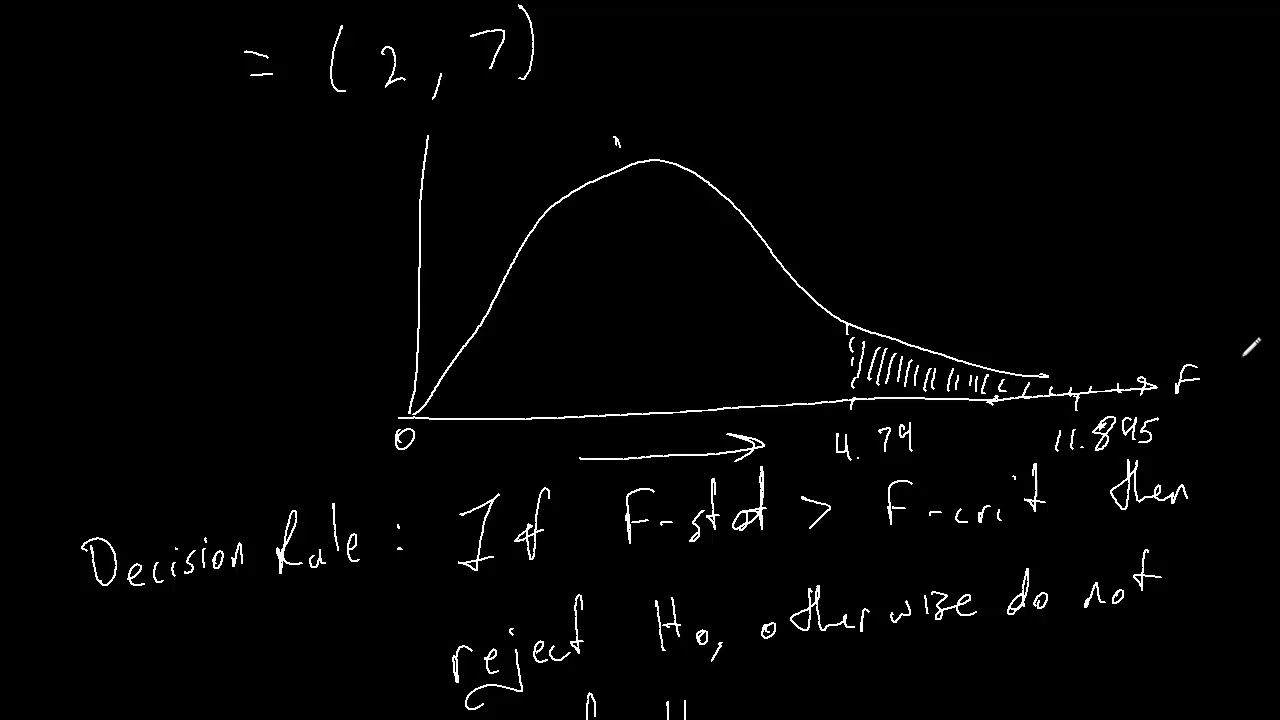 = (2, 7)
F
0
4.74
11.895
Decision Rule: If F-stat > F-crit then
reject Ho, otherwise do not